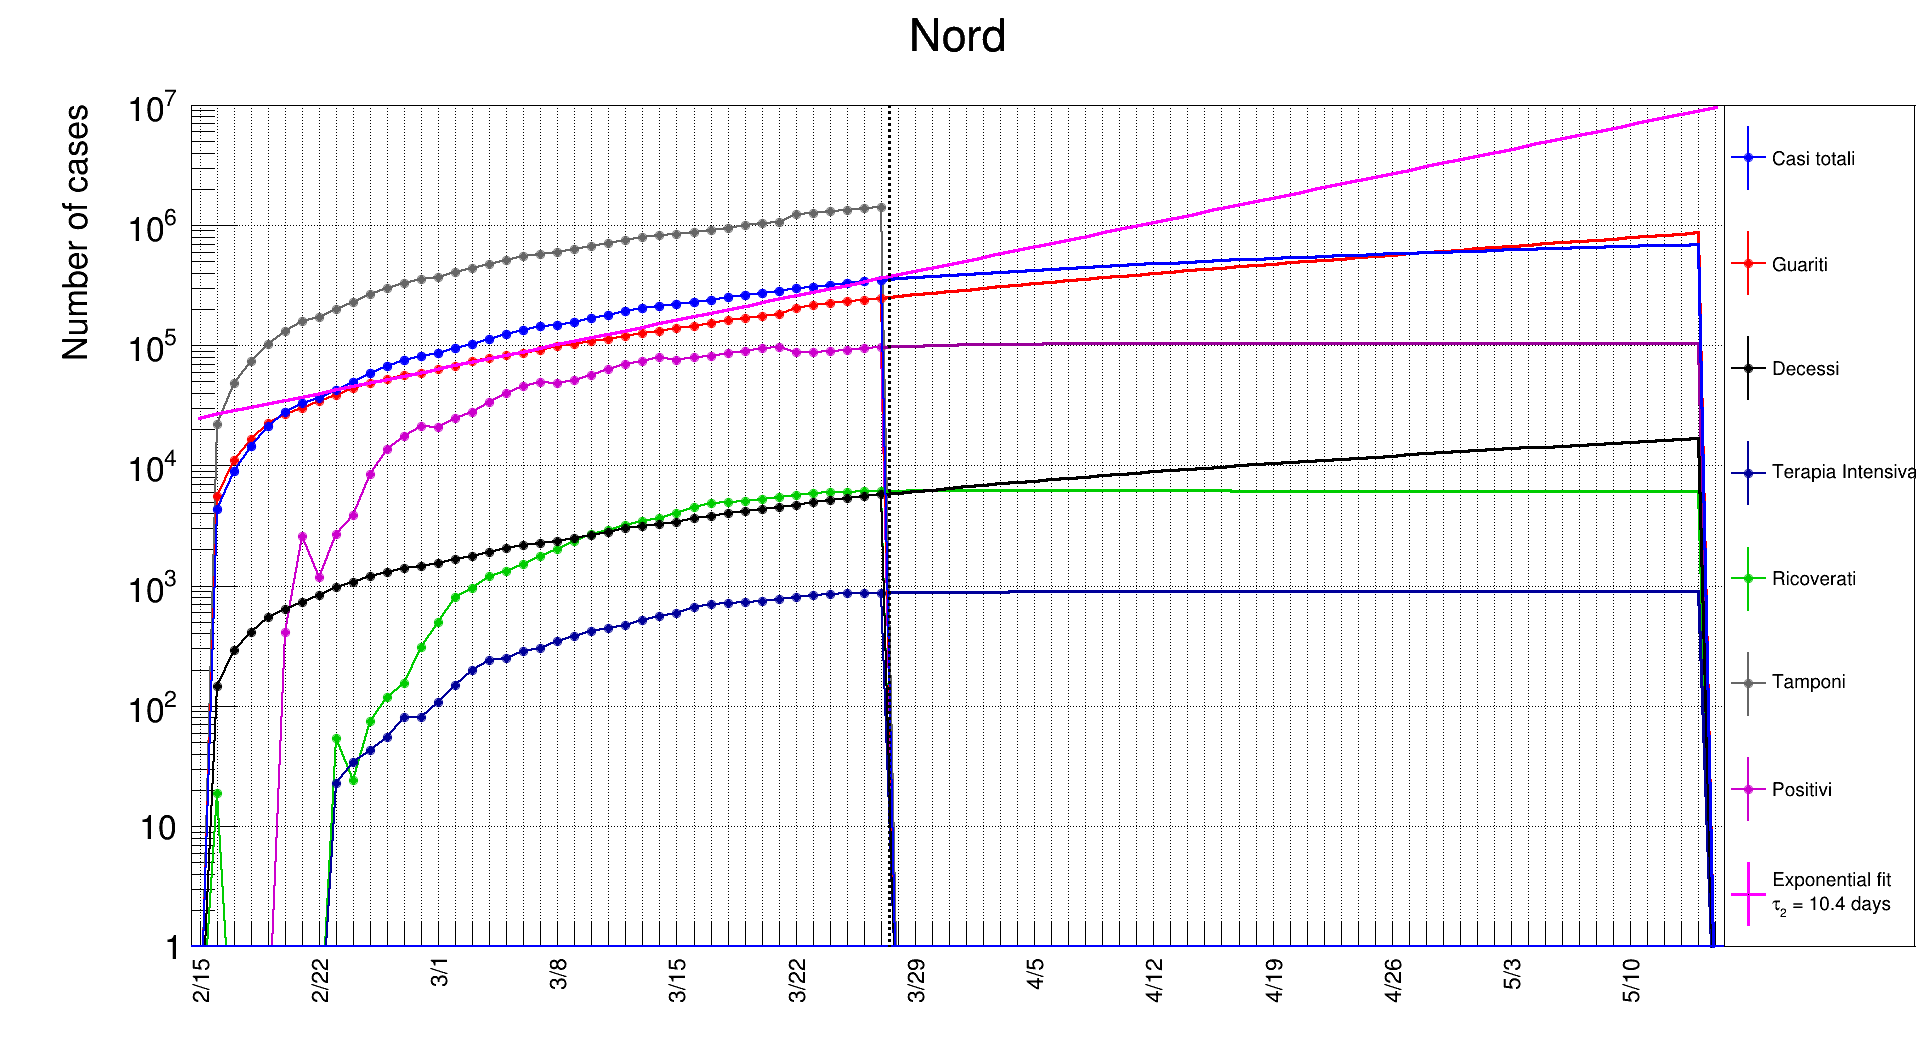 Nord
Number of cases
10^7
10^6
10^5
10^4
10^3
10^2
10
1
2/15
2/22
3/1
3/8
3/15
3/22
3/29
4/5
4/12
4/19
4/26
5/3
5/10
Casi totali
Guariti
Decessi
Terapia Intensiva
Ricoverati
Tamponi
Positivi
Exponential fit
τ₂ = 10.4 days